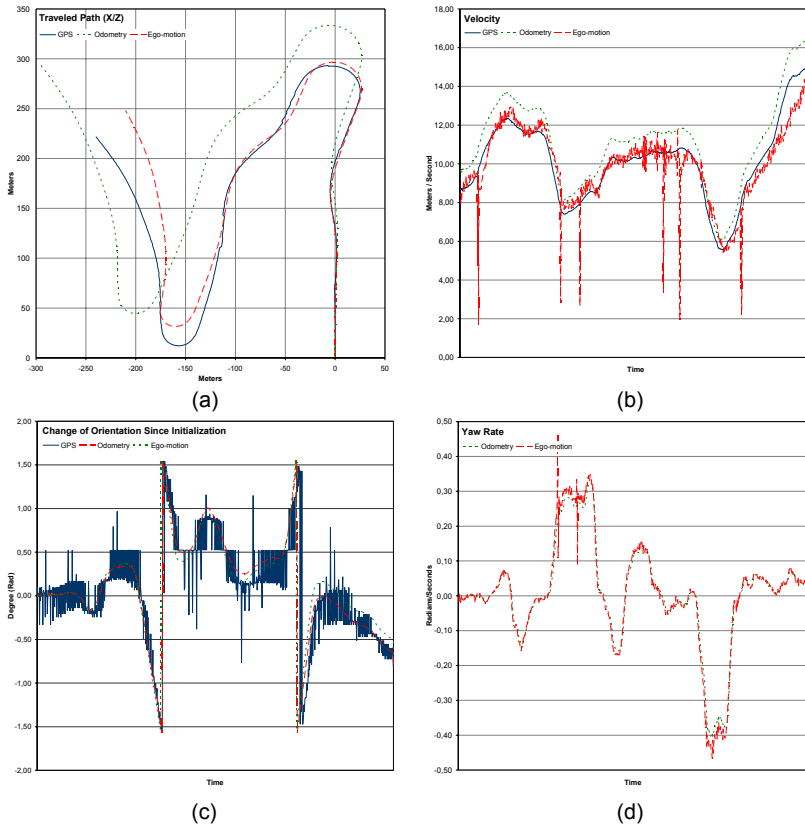 Traveled Path (X/Z)
GPS Odometry Ego-motion
350
300
250
200
150
100
50
0
Meters
-300 -250 -200 -150 -100 -50 0 50
Meters
(a)
Velocity
GPS Odometry Ego-motion
18,00
16,00
14,00
12,00
10,00
8,00
6,00
4,00
2,00
0,00
Meters / Second
Time
(b)
Change of Orientation Since Initialization
GPS Odometry Ego-motion
2,00
1,50
1,00
0,50
0,00
-0,50
-1,00
-1,50
-2,00
Degree (Rad)
Time
(c)
Yaw Rate
Odometry Ego-motion
0,50
0,40
0,30
0,20
0,10
0,00
-0,10
-0,20
-0,30
-0,40
-0,50
Radians/Seconds
Time
(d)